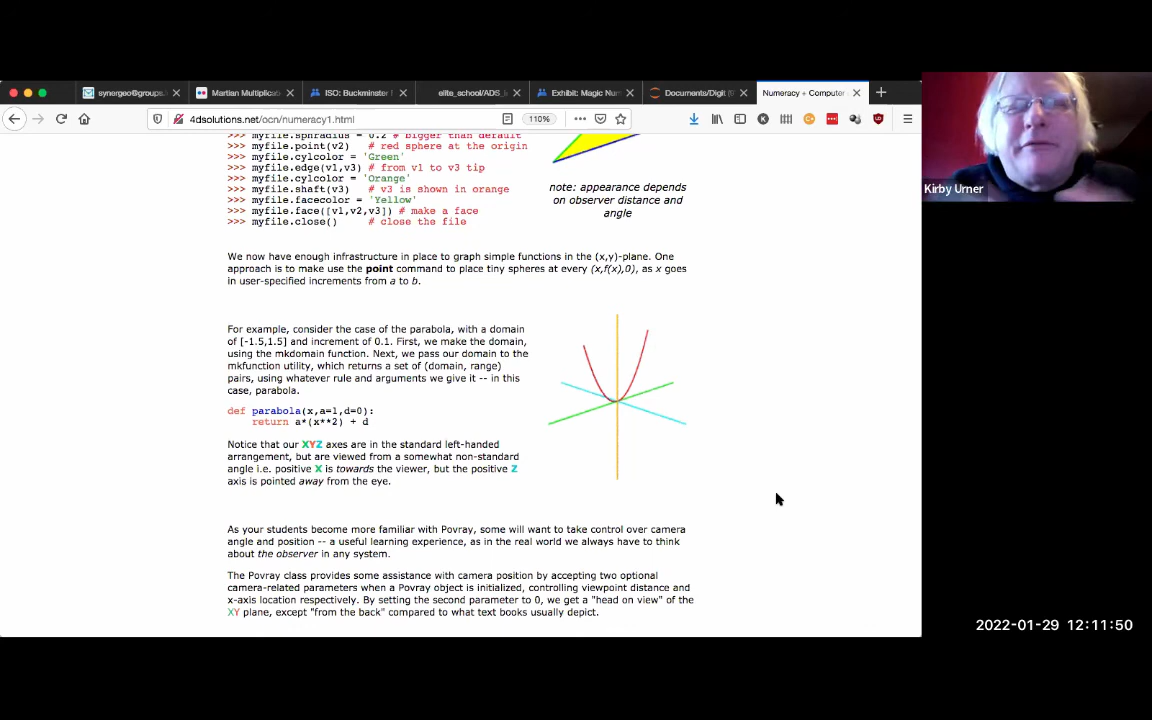 synergeo@groups.
Martian Multiplicati
ISO: Buckminster
elite_school/ADS_
Exhibit: Magic Nu
Documents/Digit
Numeracy + Computer
4dsolutions.net/ocn/numeracy1.html
110%
>>> myfile.sphradius = 0.2 # bigger than default
>>> myfile.point(v2) # red sphere at the origin
>>> myfile.cylcolor = 'Green'
>>> myfile.edge(v1,v3) # from v1 to v3 tip
>>> myfile.cylcolor = 'Orange'
>>> myfile.shaft(v3) # v3 is shown in orange
>>> myfile.facecolor = 'Yellow'
>>> myfile.face([v1,v2,v3]) # make a face
>>> myfile.close() # close the file
note: appearance depends
on observer distance and
angle
We now have enough infrastructure in place to graph simple functions in the (x,y)-plane. One
approach is to make use the point command to place tiny spheres at every (x,f(x),0), as x goes
in user-specified increments from a to b.
For example, consider the case of the parabola, with a domain
of [-1.5,1.5] and increment of 0.1. First, we make the domain,
using the mkdomain function. Next, we pass our domain to the
mkfunction utility, which returns a set of (domain, range)
pairs, using whatever rule and arguments we give it -- in this
case, parabola.
def parabola(x,a=1,d=0):
return a*(x**2) + d
Notice that our XYZ axes are in the standard left-handed
arrangement, but are viewed from a somewhat non-standard
angle i.e. positive X is towards the viewer, but the positive Z
axis is pointed away from the eye.
As your students become more familiar with Povray, some will want to take control over camera
angle and position -- a useful learning experience, as in the real world we always have to think
about the observer in any system.
The Povray class provides some assistance with camera position by accepting two optional
camera-related parameters when a Povray object is initialized, controlling viewpoint distance and
x-axis location respectively. By setting the second parameter to 0, we get a "head on view" of the
XY plane, except "from the back" compared to what text books usually depict.
Kirby Urner
2022-01-29 12:11:50